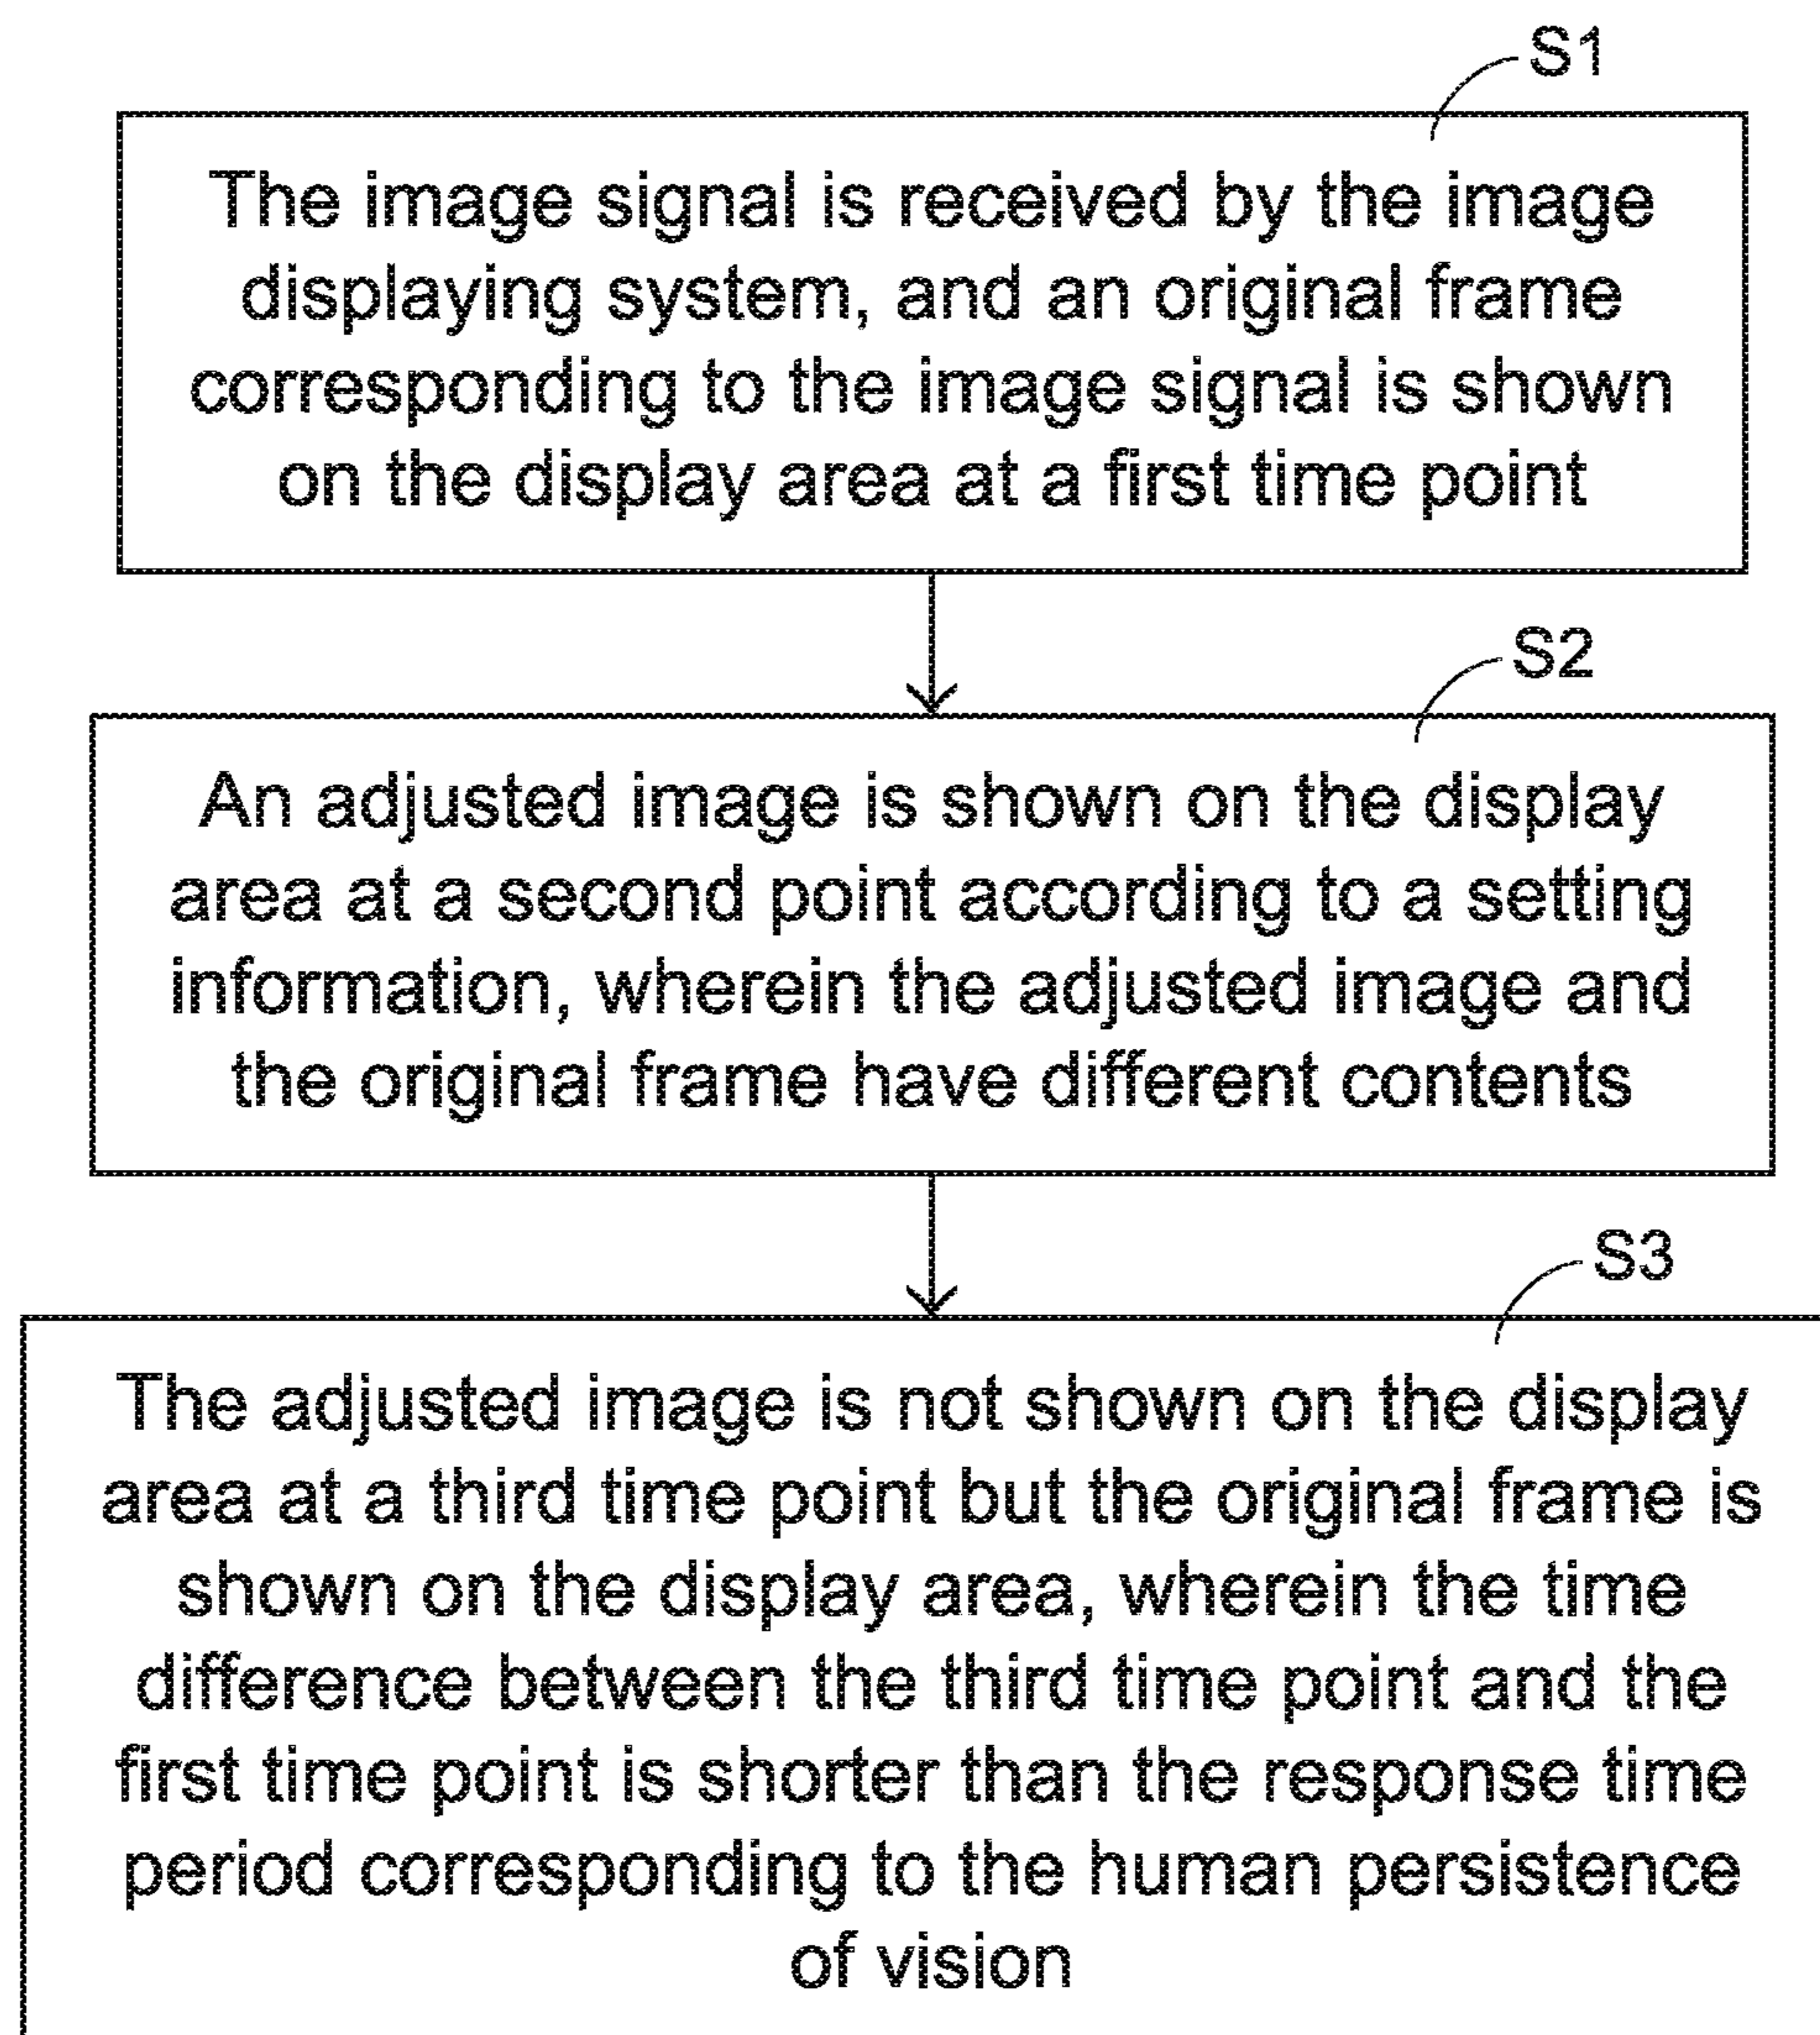 S1
The image signal is received by the image
displaying system, and an original frame
corresponding to the image signal is shown
on the display area at a first time point
S2
An adjusted image is shown on the display
area at a second point according to a setting
information, wherein the adjusted image and
the original frame have different contents
S3
The adjusted image is not shown on the display
area at a third time point but the original frame is
shown on the display area, wherein the time
difference between the third time point and the
first time point is shorter than the response time
period corresponding to the human persistence
of vision